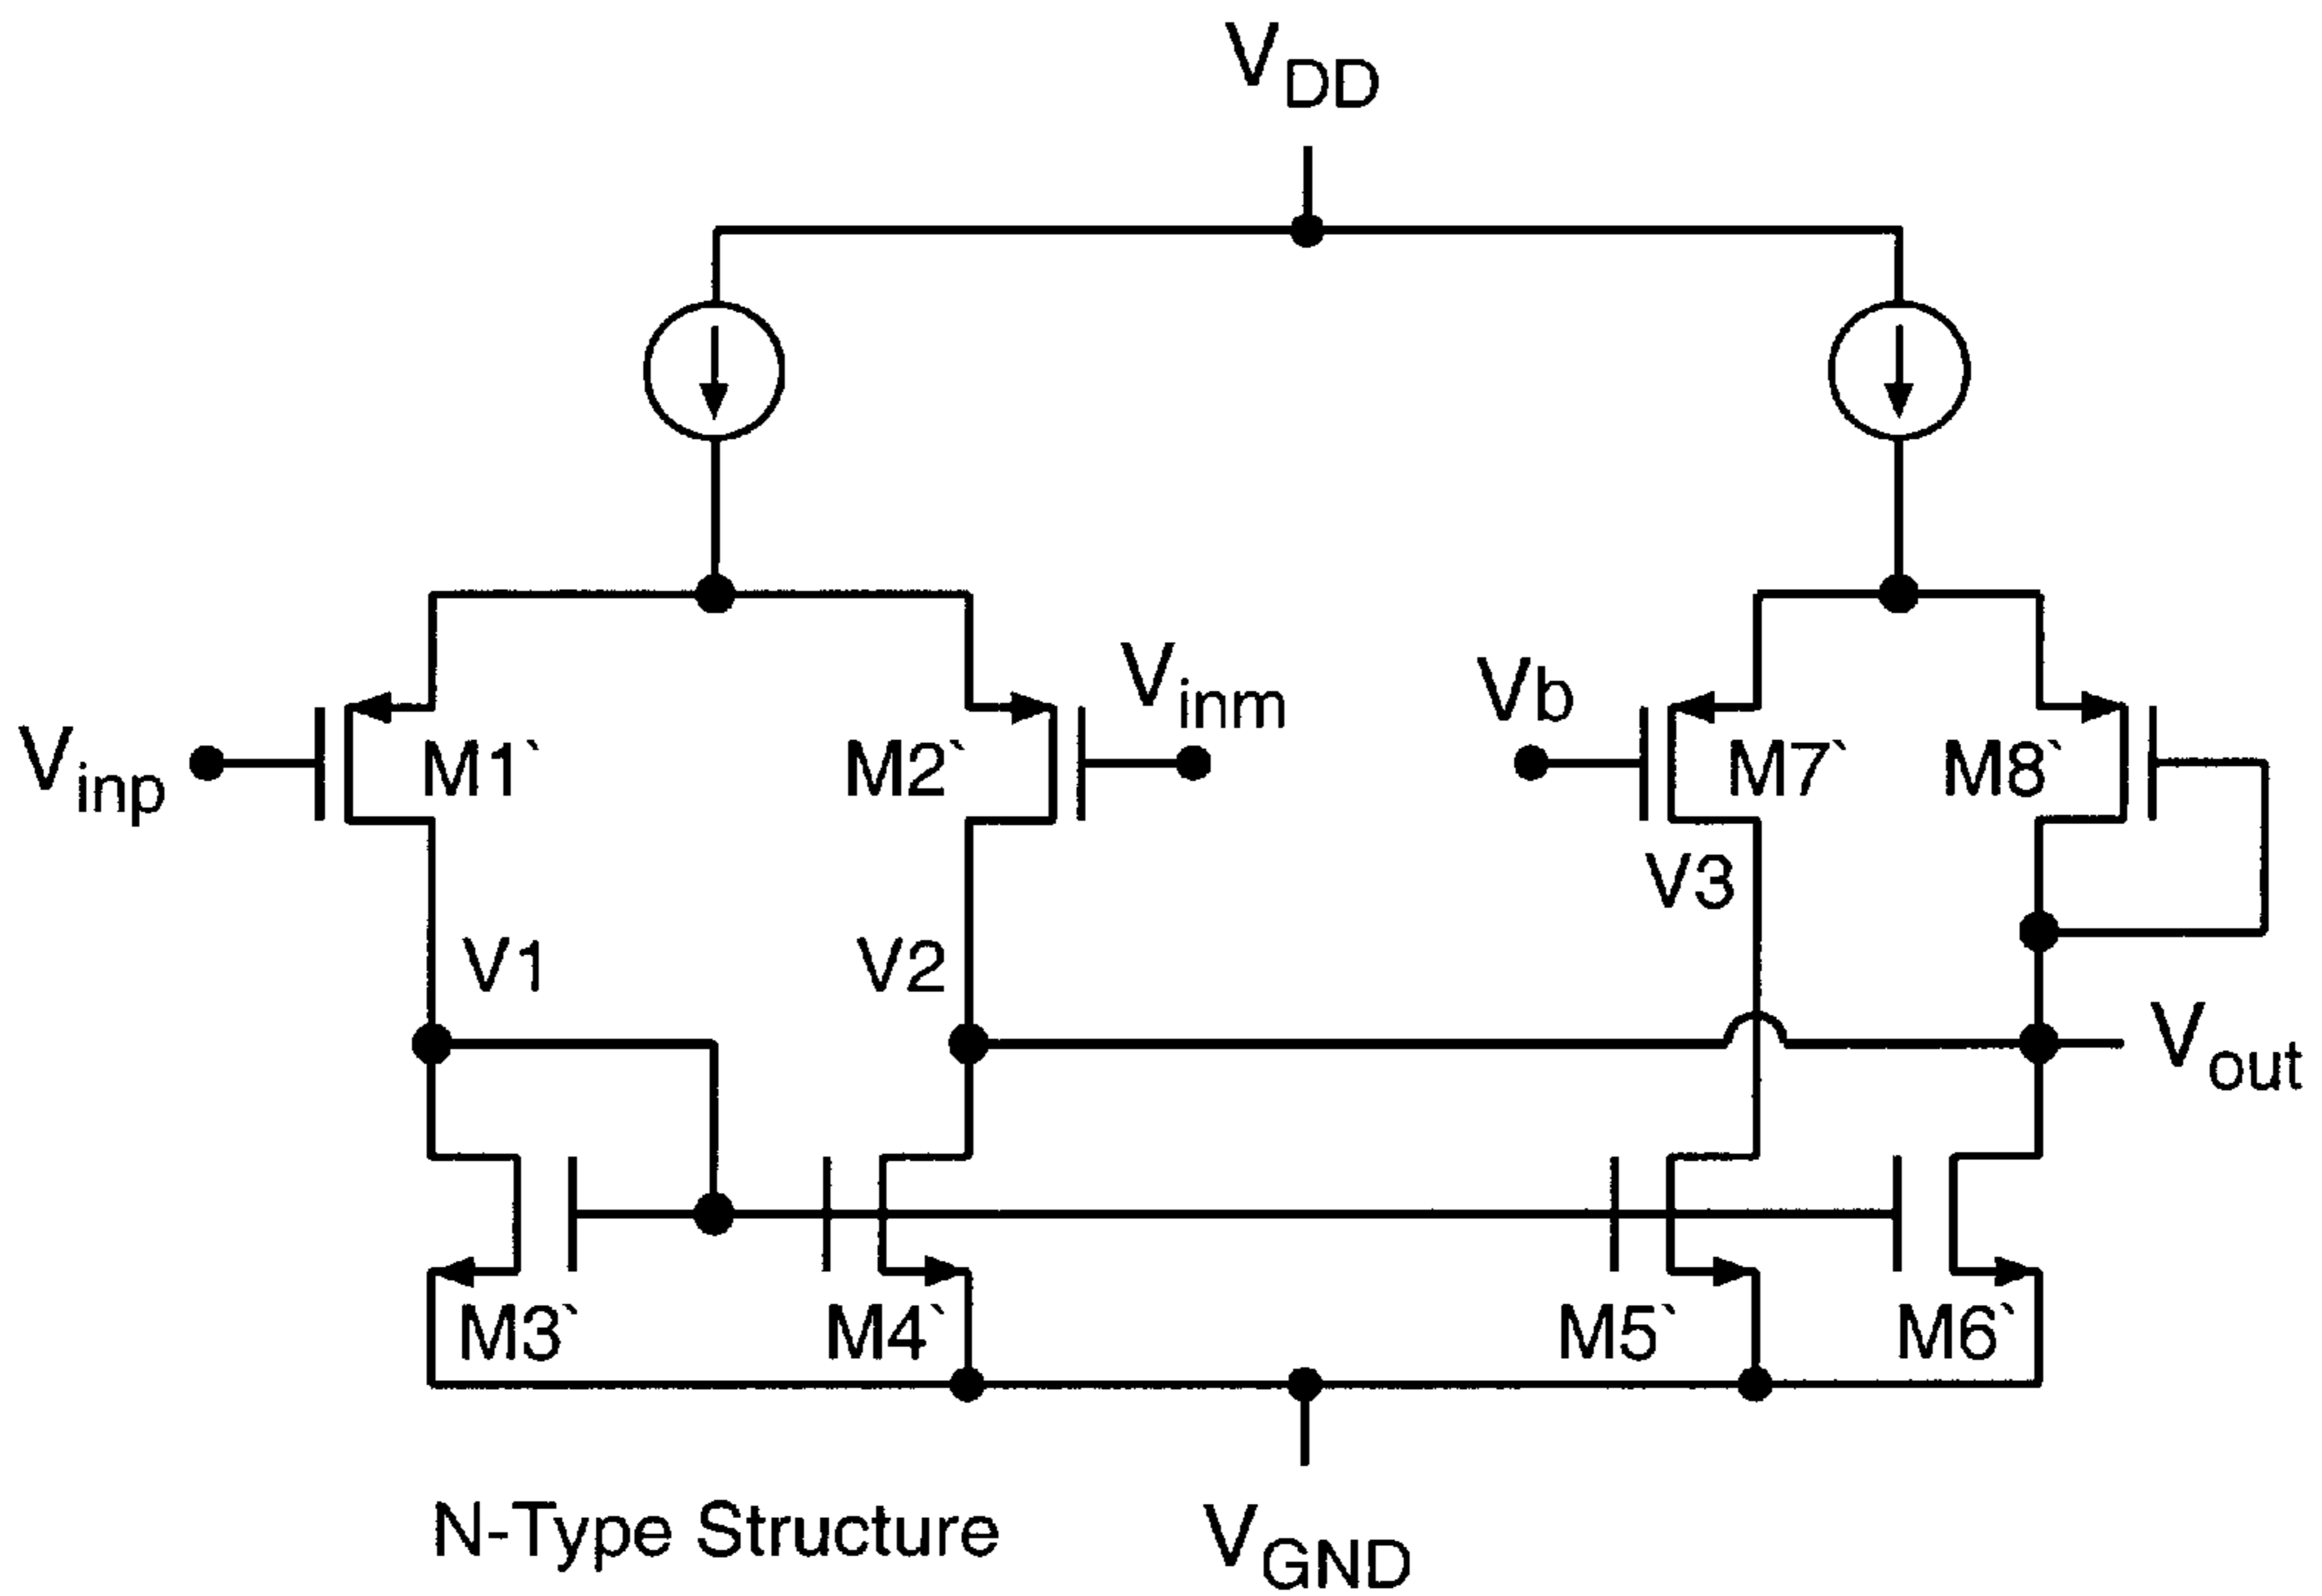 VDD
Vinm
Vb
Vinp
M1`
M2`
M7`
M8`
V3
V1
V2
Vout
M3`
M4`
M5`
M6`
N-Type Structure
VGND